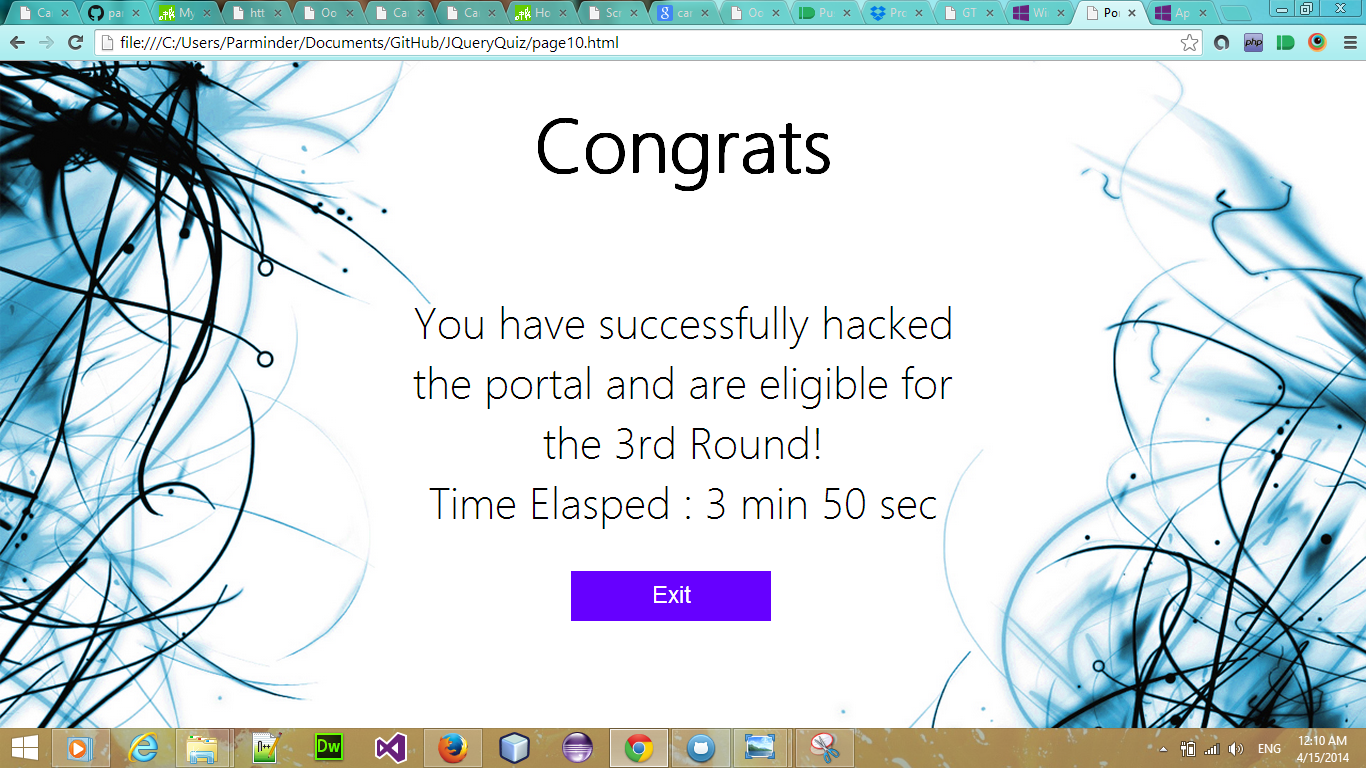 Ca
pa
My
htt
Oo
Ca
Ca
Ho
Sc
ca
Oo
Pu
Pro
GT
Wi
Po
Ap
file:///C:/Users/Parminder/Documents/GitHub/JQueryQuiz/page10.html
php
Congrats
You have successfully hacked
the portal and are eligible for
the 3rd Round!
Time Elasped : 3 min 50 sec
Exit
Dw
ENG
12:10 AM
4/15/2014